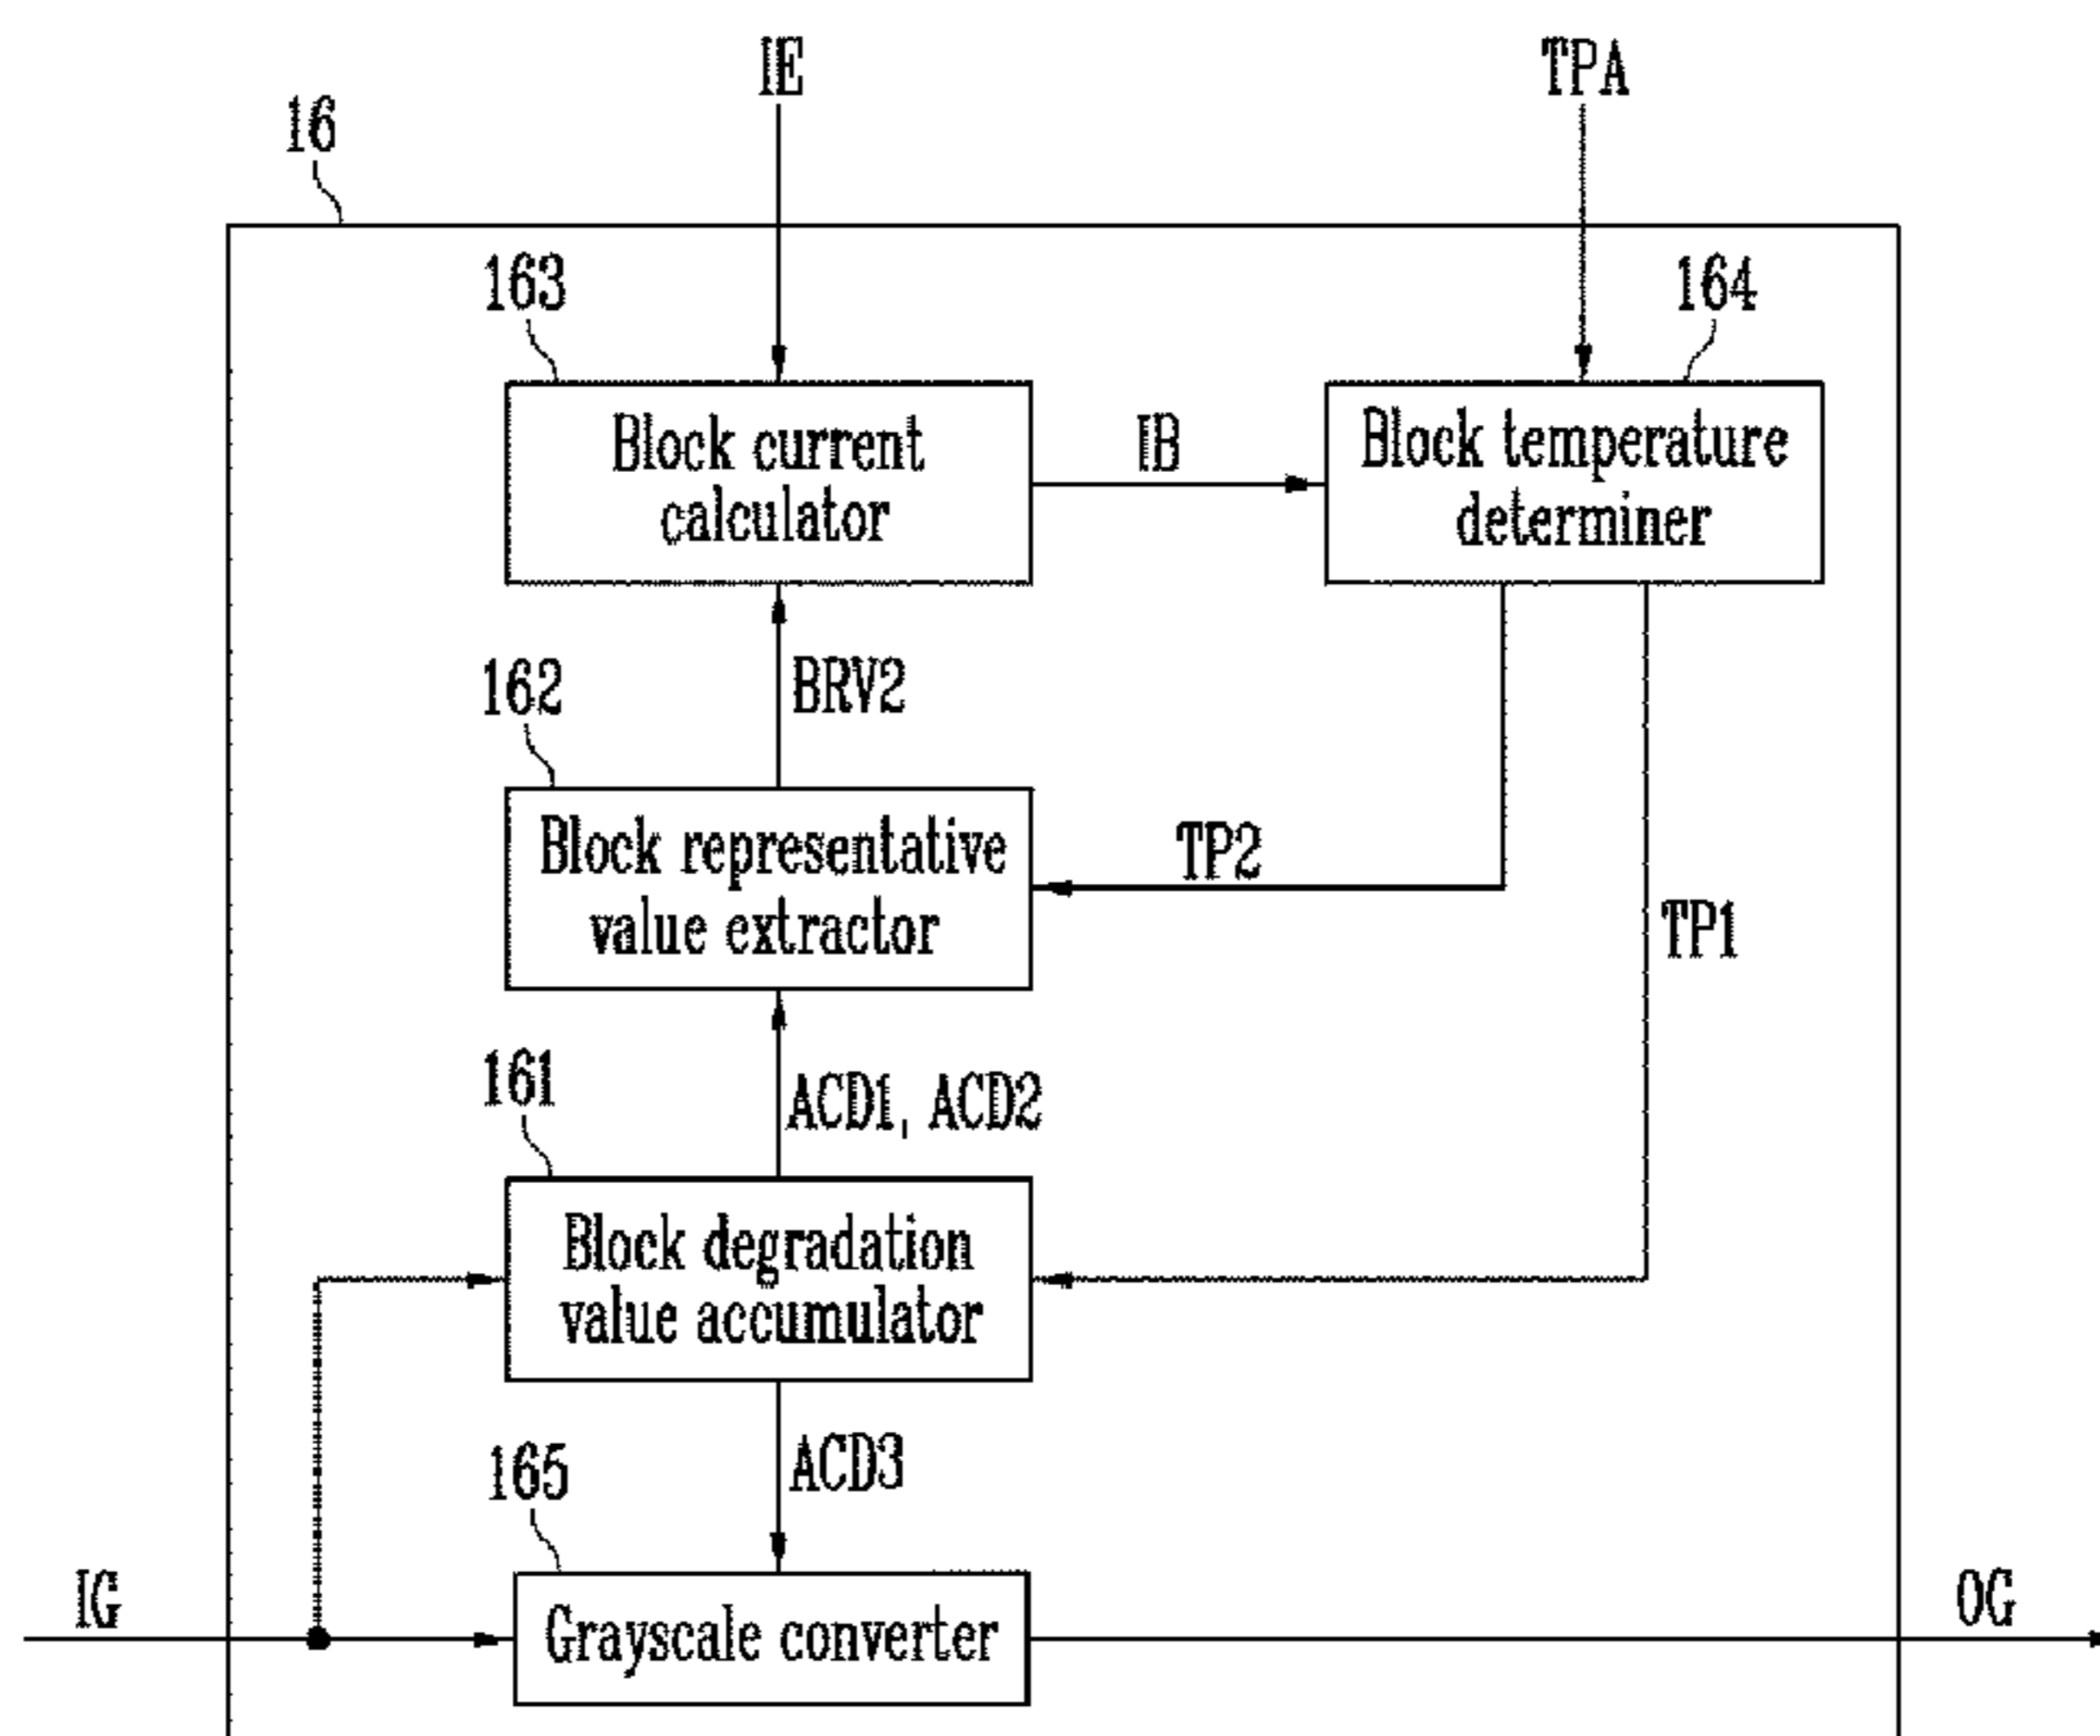 IE
TPA
16
163
164
Block current
calculator
IB
Block temperature
determiner
162
BRV2
Block representative
value extractor
TP2
TP1
161
ACD1, ACD2
Block degradation
value accumulator
165
ACD3
IG
Grayscale converter
OG